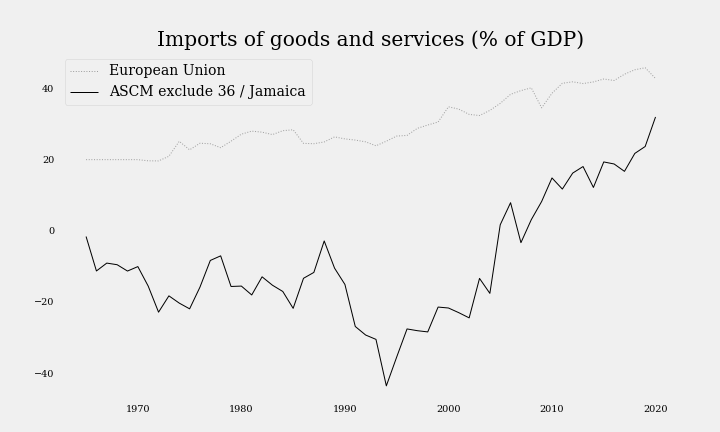 Imports of goods and services (% of GDP)
European Union
ASCM exclude 36 / Jamaica
40
20
0
−20
−40
1970 1980 1990 2000 2010 2020